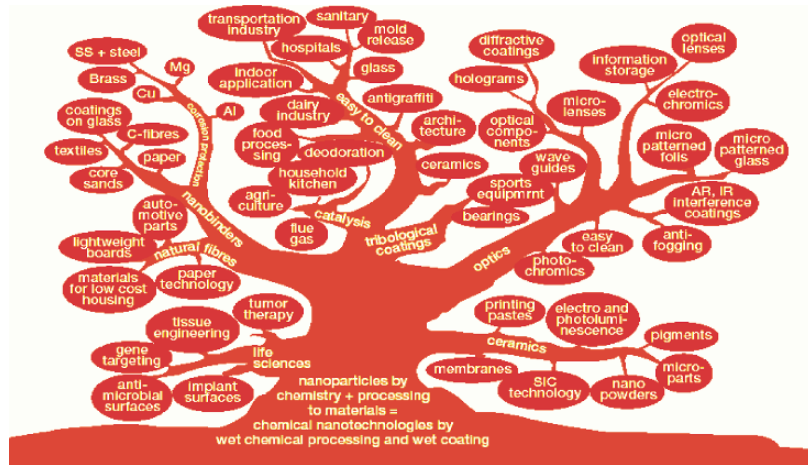 transportation
industry
sanitary
mold
release
hospitals
glass
indoor
application
easy to clean
antigraffiti
archi-
tecture
ceramics
SS + steel
Mg
Brass
Cu
Al
corrosion protection
coatings
on glass
C-fibres
textiles
paper
core
sands
nanobinders
dairy
industry
food
proces-
sing
deodoration
household
kitchen
agri-
culture
catalysis
flue
gas
tribological
coatings
sports
equipmrnt
bearings
diffractive
coatings
holograms
micro-
lenses
optical
compo-
nents
wave
guides
optical
lenses
information
storage
electro-
chromics
micro
patterned
foils
micro
patterned
glass
AR, IR
interference
coatings
anti-
fogging
easy to
clean
photo-
chromics
optics
auto-
motive
parts
lightweight
boards
natural fibres
materials
for low cost
housing
paper
technology
tumor
therapy
tissue
engineering
gene
targeting
life
sciences
anti-
microbial
surfaces
implant
surfaces
printing
pastes
electro and
photolumi-
nescence
pigments
ceramics
membranes
SIC
technology
nano
powders
micro-
parts
nanoparticles by
chemistry + processing
to materials =
chemical nanotechnologies by
wet chemical processing and wet coating